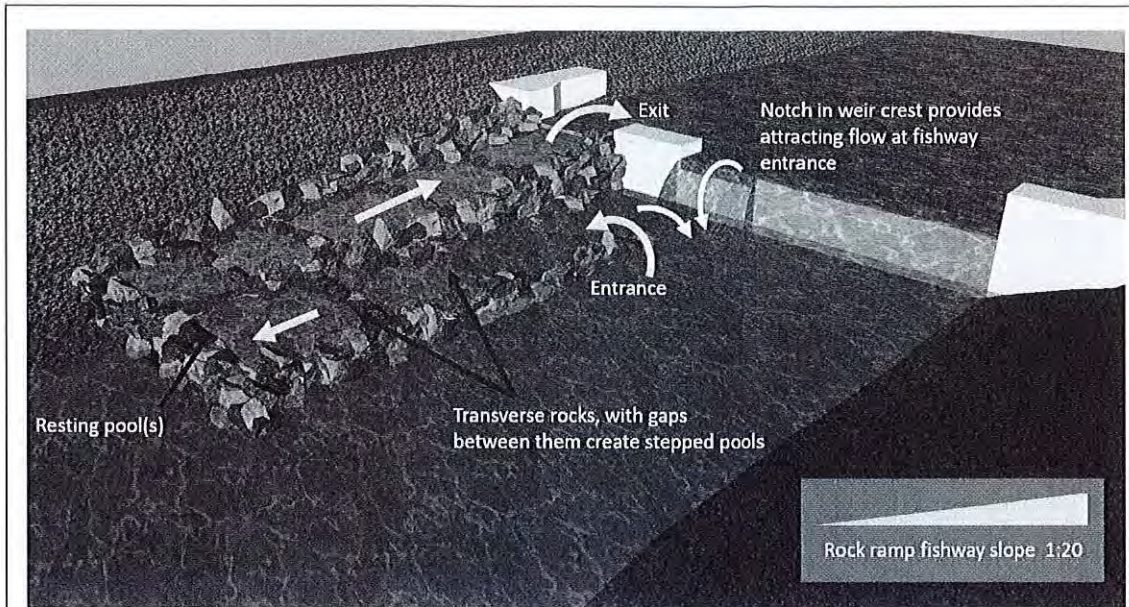 Exit
Notch in weir crest provides
attracting flow at fishway
entrance
Entrance
Resting pool(s)
Transverse rocks, with gaps
between them create stepped pools
Rock ramp fishway slope 1:20